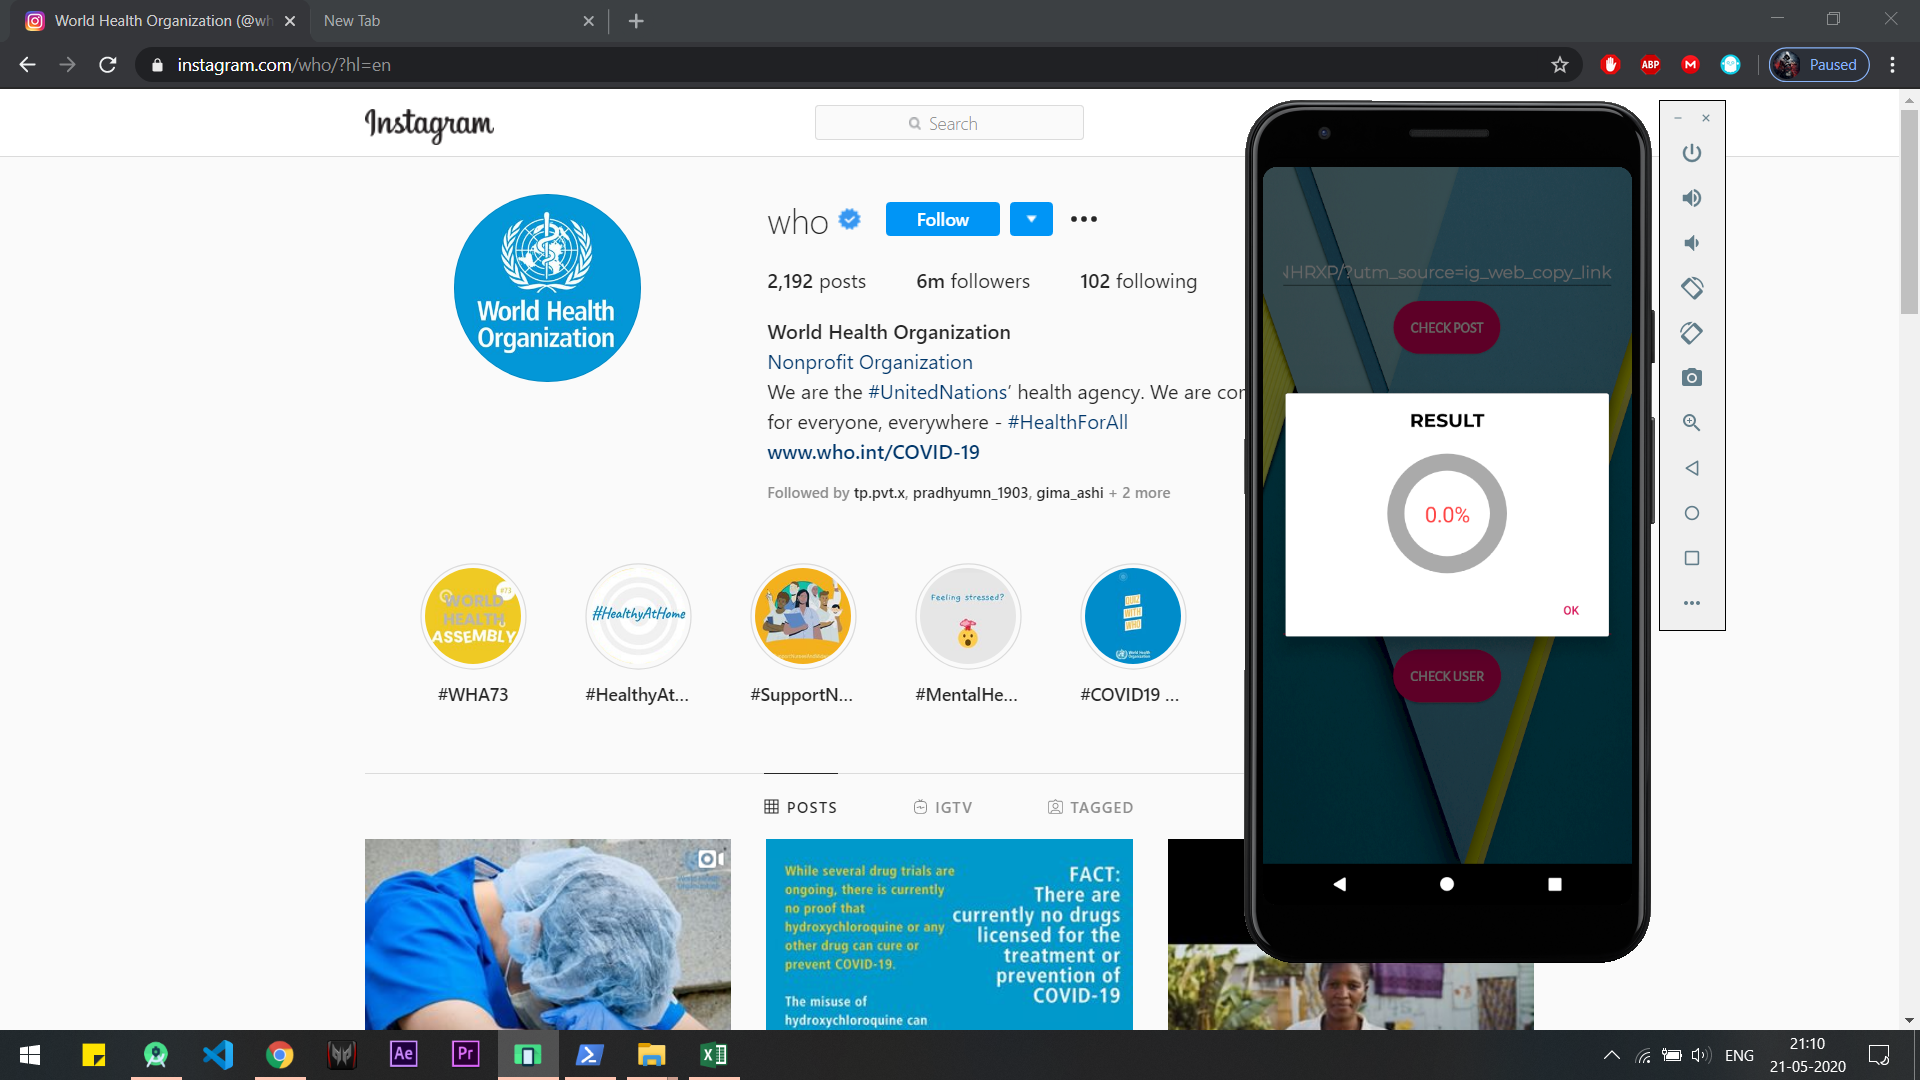 World Health Organization (@wh
New Tab
instagram.com/who/?hl=en
ABP
Paused
Instagram
Search
World Health
Organization
who
Follow
2,192 posts
6m followers
102 following
World Health Organization
Nonprofit Organization
We are the #UnitedNations' health agency. We are cor
for everyone, everywhere - #HealthForAll
www.who.int/COVID-19
Followed by tp.pvt.x, pradhyumn_1903, gima_ashi + 2 more
WORLD
HEALTH
ASSEMBLY
#HealthyAtHome
Feeling stressed?
#WHA73
#HealthyAt...
#SupportN...
#MentalHe...
#COVID19 ...
POSTS
IGTV
TAGGED
While several drug trials are
ongoing, there is currently
no proof that
hydroxychloroquine or any
other drug can cure or
prevent COVID-19.
The misuse of
hydroxychloroquine can
FACT:
There are
currently no drugs
licensed for the
treatment or
prevention of
COVID-19
NHRXP/?utm_source=ig_web_copy_link
CHECK POST
RESULT
0.0%
OK
CHECK USER
Ae
Pr
ENG
21:10
21-05-2020